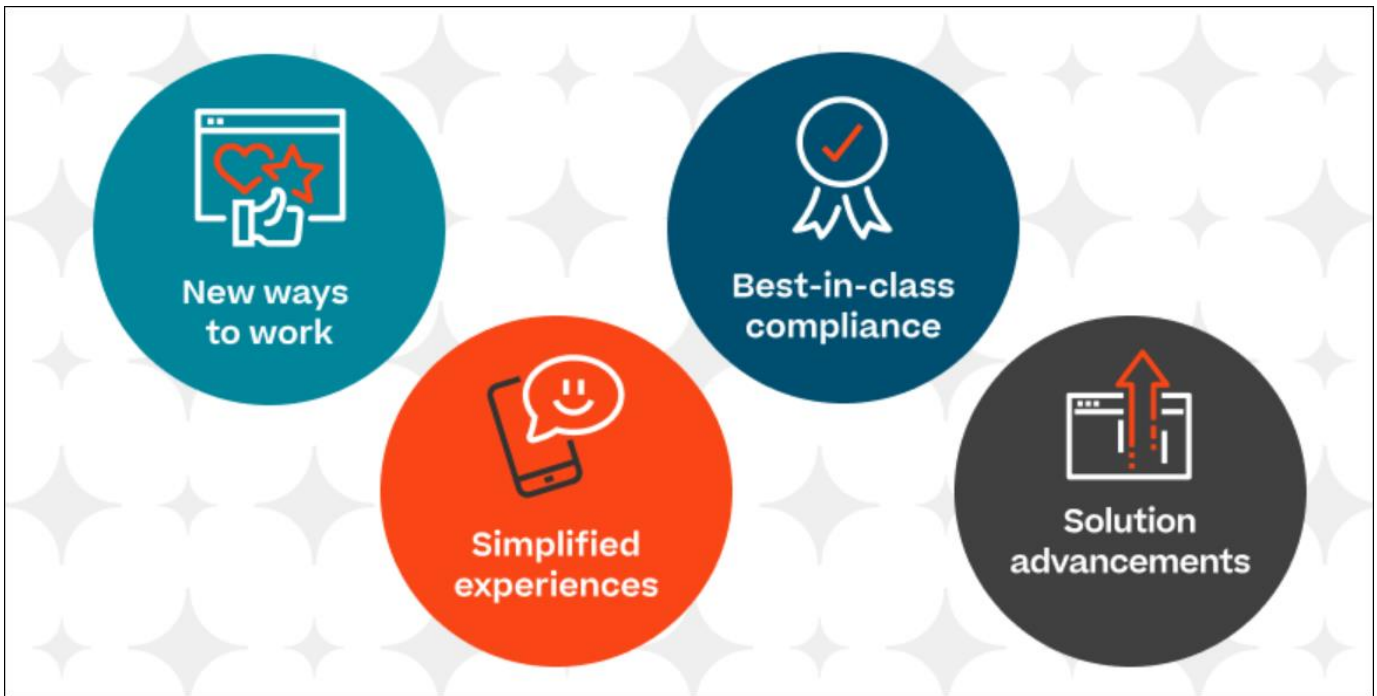 New ways
to work
Simplified
experiences
Best-in-class
compliance
Solution
advancements